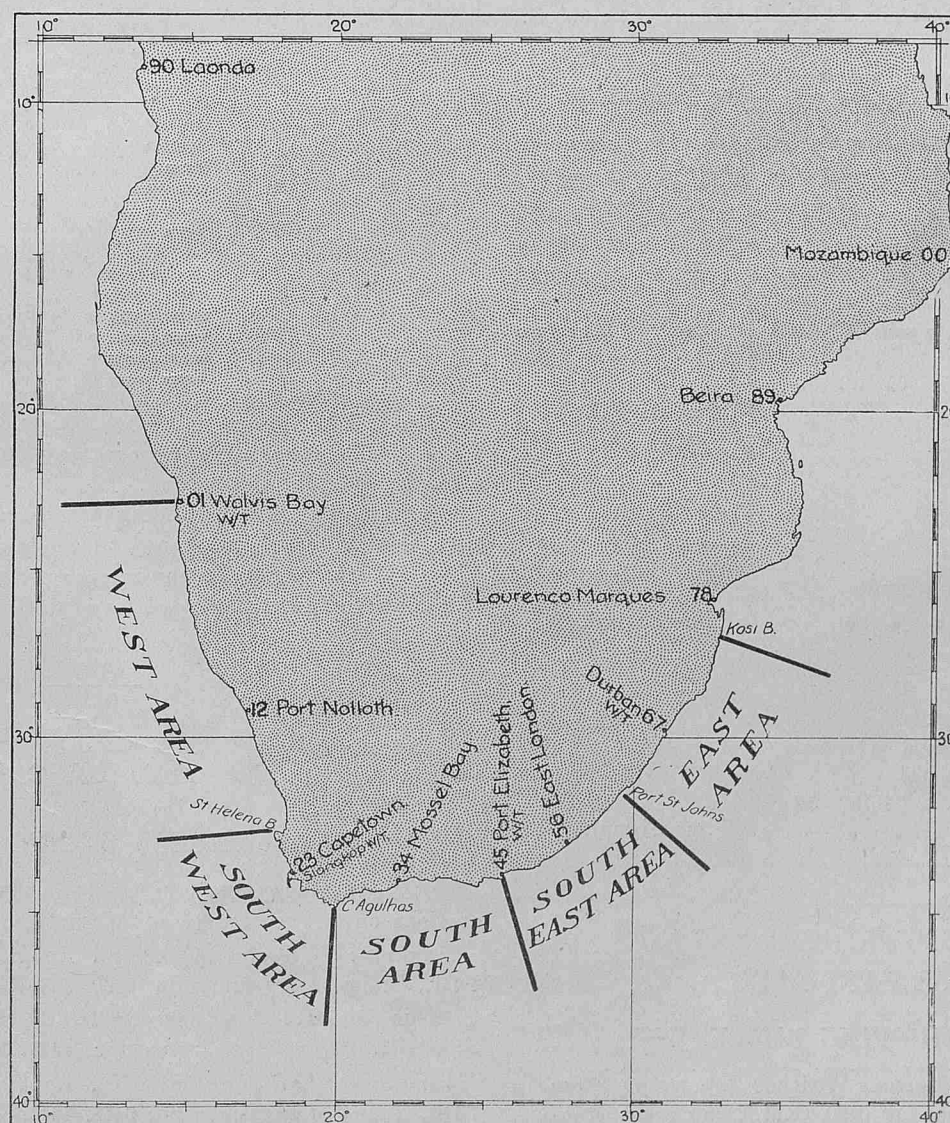 10° 20° 30° 40°
90 Laonda
10°
Mozambique 00
Beira 89
20°
01 Walvis Bay
W/T
Lourenco Marques 78
Kosi B.
WEST AREA
Durban 67
W/T
12 Port Nolloth
30°
EAST
AREA
Port St Johns
St Helena B.
23 Capetown
Slangkop W/T
34 Mossel Bay
45 Port Elizabeth
W/T
56 East London
C Agulhas
SOUTH
WEST AREA
SOUTH
AREA
SOUTH
EAST AREA
40° 40
10° 20° 30° 40°